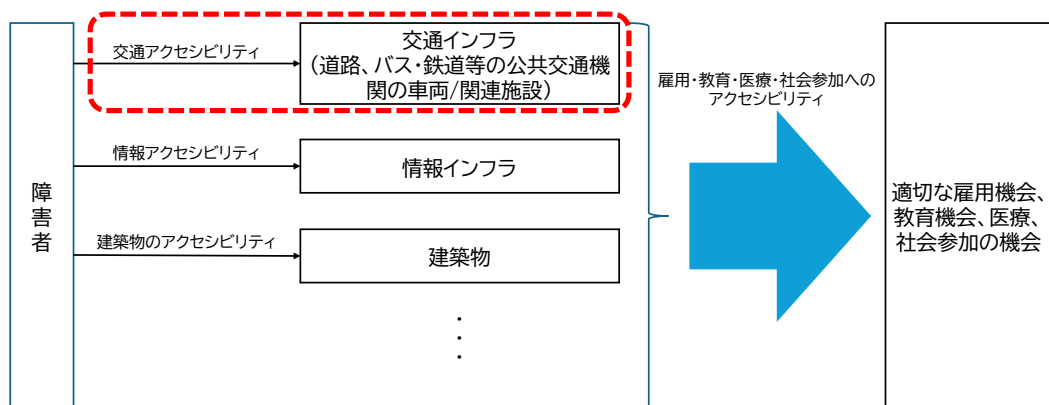 交通アクセシビリティ
交通インフラ
(道路、バス・鉄道等の公共交通機
関の車両/関連施設)
雇用・教育・医療・社会参加への
アクセシビリティ
情報アクセシビリティ
情報インフラ
障害者
適切な雇用機会、
教育機会、医療、
社会参加の機会
建築物のアクセシビリティ
建築物
・
・
・